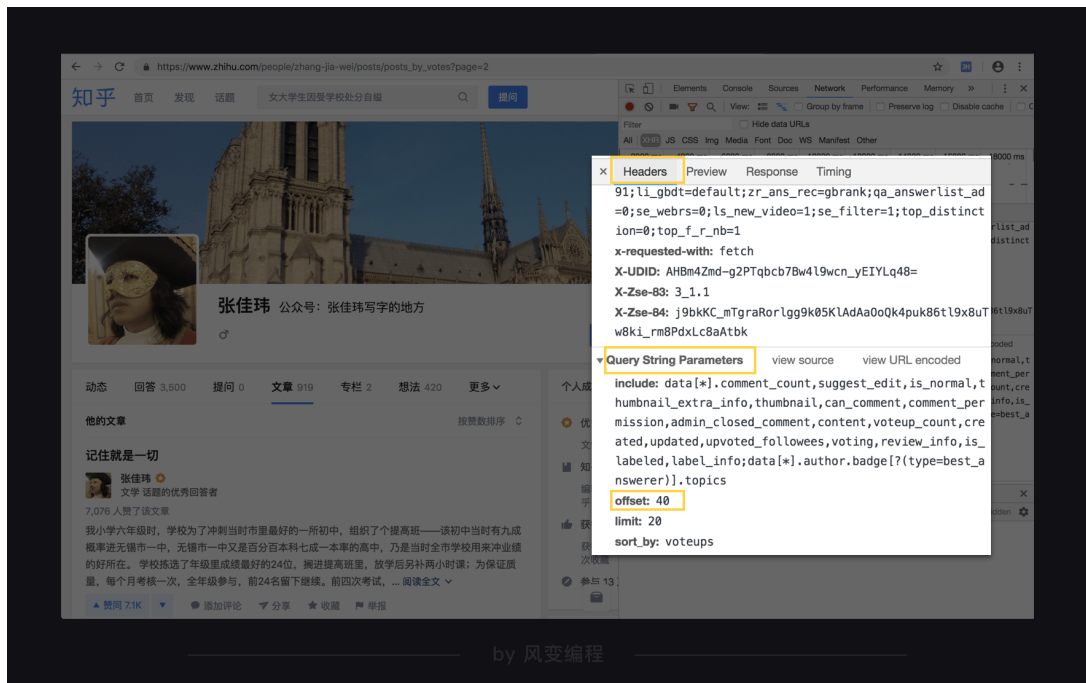 https://www.zhihu.com/people/zhang-jia-wei/posts/posts_by_votes?page=2
知乎 首页 发现 话题 女大学生因受学校处分自缢 提问
Elements Console Sources Network Performance Memory »
View: Group by frame Preserve log Disable cache
Filter Hide data URLs
All XHR JS CSS Img Media Font Doc WS Manifest Other
18000 ms
× Headers Preview Response Timing
91;li_gbdt=default;zr_ans_rec=gbrank;qa_answerlist_ad
=0;se_webrs=0;ls_new_video=1;se_filter=1;top_distinct
ion=0;top_f_r_nb=1
x-requested-with: fetch
X-UDID: AHBm4Zmd-g2PTqbcb7Bw4l9wcn_yEIYLq48=
X-Zse-83: 3_1.1
X-Zse-84: j9bkKC_mTgraRorlgg9k05KlAdAaOoQk4puk86tl9x8uT
w8ki_rm8PdxLc8aAtbk
Query String Parameters view source view URL encoded
include: data[*].comment_count,suggest_edit,is_normal,t
humbnail_extra_info,thumbnail,can_comment,comment_per
mission,admin_closed_comment,content,voteup_count,cre
ated,updated,upvoted_followees,voting,review_info,is_
labeled,label_info;data[*].author.badge[?(type=best_a
nswerer)].topics
offset: 40
limit: 20
sort_by: voteups
张佳玮 公众号：张佳玮写字的地方
动态 回答 3,500 提问 0 文章 919 专栏 2 想法 420 更多
他的文章 按赞数排序
记住就是一切
张佳玮
文学 话题的优秀回答者
7,076 人赞了该文章
我小学六年级时，学校为了冲刺当时市里最好的一所初中，组织了个提高班——该初中当时有九成
概率进无锡市一中，无锡市一中又是百分百本科七成一本率的高中，乃是当时全市学校用来冲业绩
的好所在。 学校拣选了年级里成绩最好的24位，搁进提高班里，放学后另补两小时课；为保证质
量，每个月考核一次，全年级参与，前24名留下继续。前四次考试，... 阅读全文
赞同 7.1K 添加评论 分享 收藏 举报
个人成
参与 13
by 风变编程